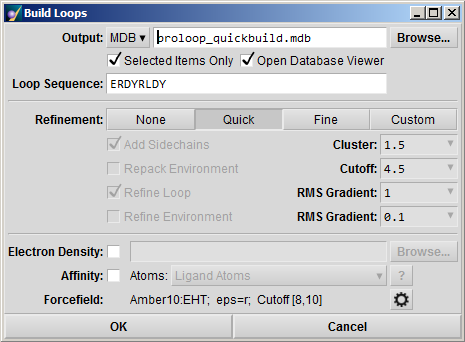 Build Loops
Output: MDB proloop_quickbuild.mdb Browse...
Selected Items Only Open Database Viewer
Loop Sequence: ERDYRLDY
Refinement: None Quick Fine Custom
Add Sidechains Cluster: 1.5
Repack Environment Cutoff: 4.5
Refine Loop RMS Gradient: 1
Refine Environment RMS Gradient: 0.1
Electron Density: Browse...
Affinity: Atoms: Ligand Atoms ?
Forcefield: Amber10:EHT; eps=r; Cutoff [8,10]
OK Cancel